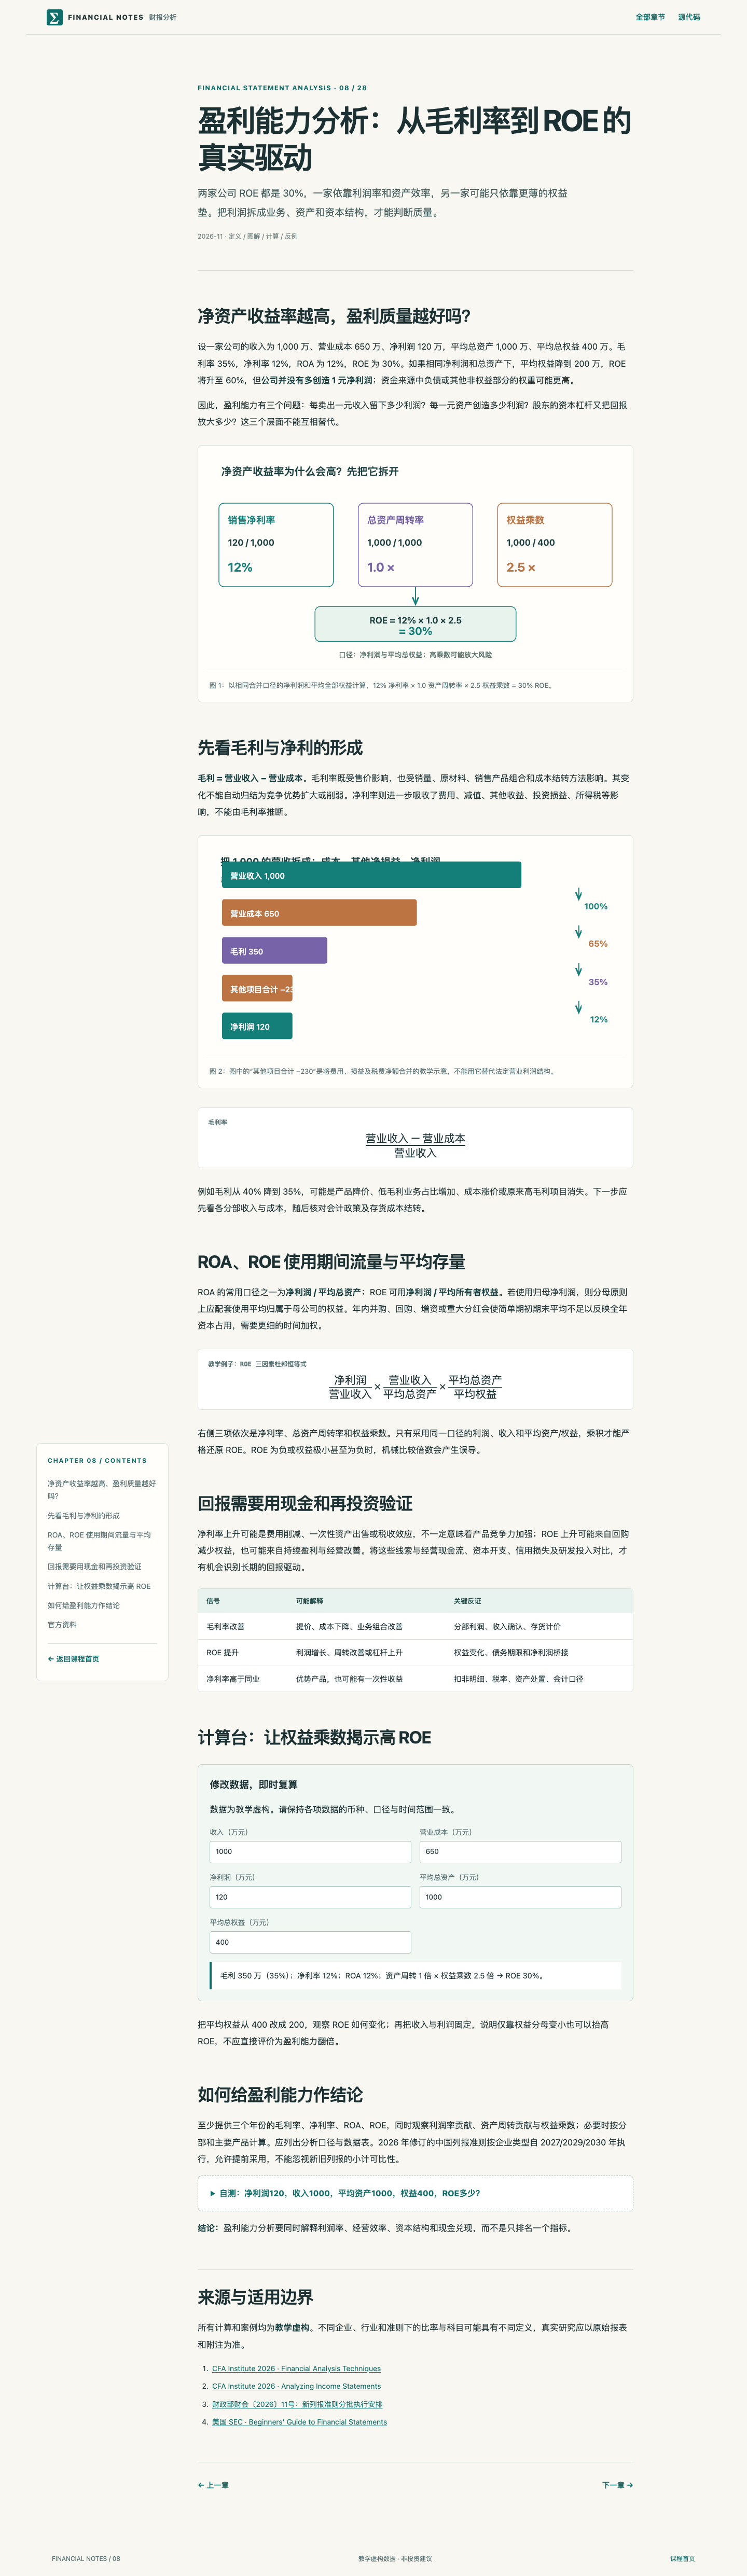 FINANCIAL NOTES 财报分析
全部章节 源代码
FINANCIAL STATEMENT ANALYSIS · 08 / 28
盈利能力分析：从毛利率到 ROE 的
真实驱动
两家公司 ROE 都是 30%，一家依靠利润率和资产效率，另一家可能只依靠更薄的权益
垫。把利润拆成业务、资产和资本结构，才能判断质量。
2026-11 · 定义 / 图解 / 计算 / 反例
净资产收益率越高，盈利质量越好吗？
设一家公司的收入为 1,000 万、营业成本 650 万、净利润 120 万，平均总资产 1,000 万、平均总权益 400 万。毛
利率 35%，净利率 12%，ROA 为 12%，ROE 为 30%。如果相同净利润和总资产下，平均权益降到 200 万，ROE
将升至 60%，但公司并没有多创造 1 元净利润；资金来源中负债或其他非权益部分的权重可能更高。
因此，盈利能力有三个问题：每卖出一元收入留下多少利润？每一元资产创造多少利润？股东的资本杠杆又把回报
放大多少？这三个层面不能互相替代。
净资产收益率为什么会高？先把它拆开
销售净利率
120 / 1,000
12%
总资产周转率
1,000 / 1,000
1.0 ×
权益乘数
1,000 / 400
2.5 ×
ROE = 12% × 1.0 × 2.5
= 30%
口径：净利润与平均总权益；高乘数可能放大风险
图 1：以相同合并口径的净利润和平均全部权益计算，12% 净利率 × 1.0 资产周转率 × 2.5 权益乘数 = 30% ROE。
先看毛利与净利的形成
毛利 = 营业收入 − 营业成本。毛利率既受售价影响，也受销量、原材料、销售产品组合和成本结转方法影响。其变
化不能自动归结为竞争优势扩大或削弱。净利率则进一步吸收了费用、减值、其他收益、投资损益、所得税等影
响，不能由毛利率推断。
把 1,000 的营收拆成：成本、其他净损益、净利润
营业收入 1,000
100%
营业成本 650
65%
毛利 350
35%
其他项目合计 −23
12%
净利润 120
图 2：图中的“其他项目合计 −230”是将费用、损益及税费净额合并的教学示意，不能用它替代法定营业利润结构。
毛利率
营业收入 − 营业成本
营业收入
例如毛利从 40% 降到 35%，可能是产品降价、低毛利业务占比增加、成本涨价或原来高毛利项目消失。下一步应
先看各分部收入与成本，随后核对会计政策及存货成本结转。
ROA、ROE 使用期间流量与平均存量
ROA 的常用口径之一为净利润 / 平均总资产；ROE 可用净利润 / 平均所有者权益。若使用归母净利润，则分母原则
上应配套使用平均归属于母公司的权益。年内并购、回购、增资或重大分红会使简单期初期末平均不足以反映全年
资本占用，需要更细的时间加权。
教学例子：ROE 三因素杜邦恒等式
净利润 营业收入 平均总资产
× ×
营业收入 平均总资产 平均权益
右侧三项依次是净利率、总资产周转率和权益乘数。只有采用同一口径的利润、收入和平均资产/权益，乘积才能严
格还原 ROE。ROE 为负或权益极小甚至为负时，机械比较倍数会产生误导。
CHAPTER 08 / CONTENTS
净资产收益率越高，盈利质量越好
吗？
先看毛利与净利的形成
ROA、ROE 使用期间流量与平均
存量
回报需要用现金和再投资验证
计算台：让权益乘数揭示高 ROE
如何给盈利能力作结论
官方资料
← 返回课程首页
回报需要用现金和再投资验证
净利率上升可能是费用削减、一次性资产出售或税收效应，不一定意味着产品竞争力加强；ROE 上升可能来自回购
减少权益，也可能来自持续盈利与经营改善。将这些线索与经营现金流、资本开支、信用损失及研发投入对比，才
有机会识别长期的回报驱动。
信号 可能解释 关键反证
毛利率改善 提价、成本下降、业务组合改善 分部利润、收入确认、存货计价
ROE 提升 利润增长、周转改善或杠杆上升 权益变化、债务期限和净利润桥接
净利率高于同业 优势产品，也可能有一次性收益 扣非明细、税率、资产处置、会计口径
计算台：让权益乘数揭示高 ROE
修改数据，即时复算
数据为教学虚构。请保持各项数据的币种、口径与时间范围一致。
收入（万元） 营业成本（万元）
1000 650
净利润（万元） 平均总资产（万元）
120 1000
平均总权益（万元）
400
毛利 350 万（35%）；净利率 12%；ROA 12%；资产周转 1 倍 × 权益乘数 2.5 倍 → ROE 30%。
把平均权益从 400 改成 200，观察 ROE 如何变化；再把收入与利润固定，说明仅靠权益分母变小也可以抬高
ROE，不应直接评价为盈利能力翻倍。
如何给盈利能力作结论
至少提供三个年份的毛利率、净利率、ROA、ROE，同时观察利润率贡献、资产周转贡献与权益乘数；必要时按分
部和主要产品计算。应列出分析口径与数据表。2026 年修订的中国列报准则按企业类型自 2027/2029/2030 年执
行，允许提前采用，不能忽视新旧列报的小计可比性。
▶ 自测：净利润120，收入1000，平均资产1000，权益400，ROE多少？
结论：盈利能力分析要同时解释利润率、经营效率、资本结构和现金兑现，而不是只排名一个指标。
来源与适用边界
所有计算和案例均为教学虚构。不同企业、行业和准则下的比率与科目可能具有不同定义，真实研究应以原始报表
和附注为准。
1. CFA Institute 2026 · Financial Analysis Techniques
2. CFA Institute 2026 · Analyzing Income Statements
3. 财政部财会〔2026〕11号：新列报准则分批执行安排
4. 美国 SEC · Beginners' Guide to Financial Statements
← 上一章 下一章 →
FINANCIAL NOTES / 08 教学虚构数据 · 非投资建议 课程首页